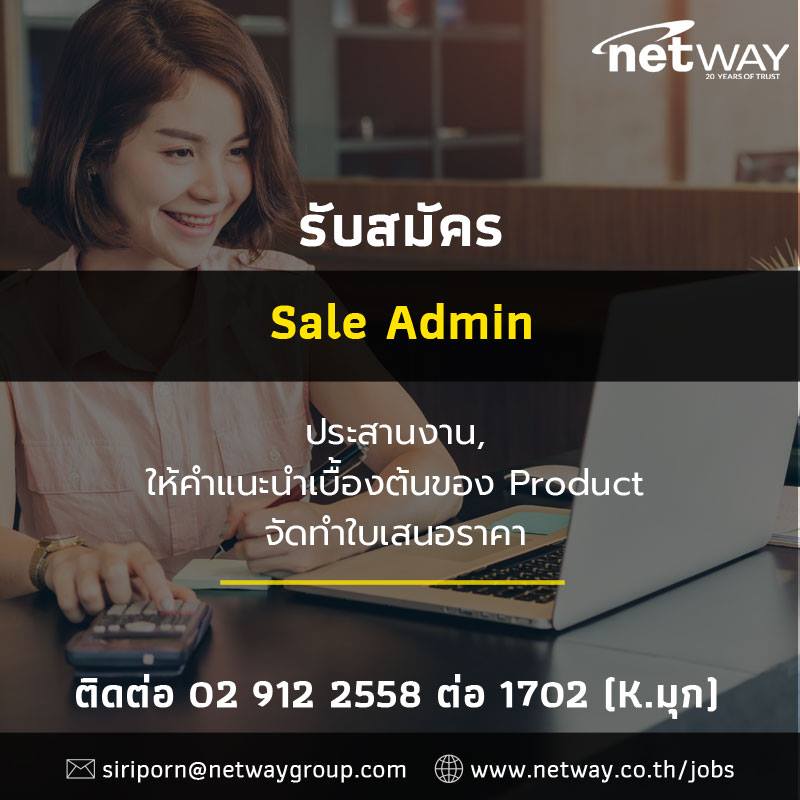 netway
20 YEARS OF TRUST
รับสมัคร
Sale Admin
ประสานงาน,
ให้คำแนะนำเบื้องต้นของ Product
จัดทำใบเสนอราคา
ติดต่อ 02 912 2558 ต่อ 1702 (K.มุก)
siriporn@netwaygroup.com www.netway.co.th/jobs